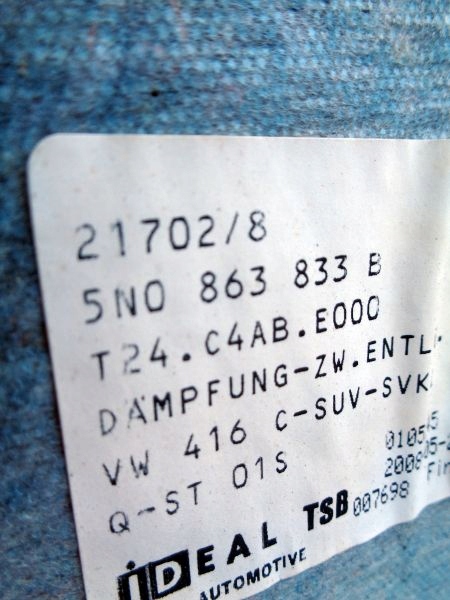 21702/8
5N0 863 833 B
T24.C4AB.E000
DÄMPFUNG-ZW.ENTL
VW 416 C-SUV-SVK
Q-ST 01S
iDEAL
AUTOMOTIVE
TSB
007698